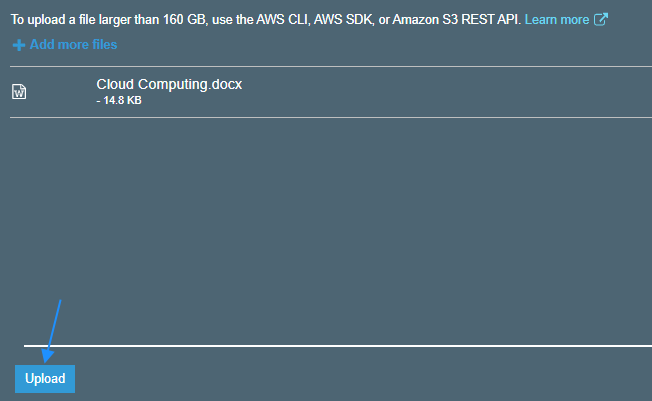 To upload a file larger than 160 GB, use the AWS CLI, AWS SDK, or Amazon S3 REST API. Learn more
Add more files
Cloud Computing.docx
- 14.8 KB
Upload